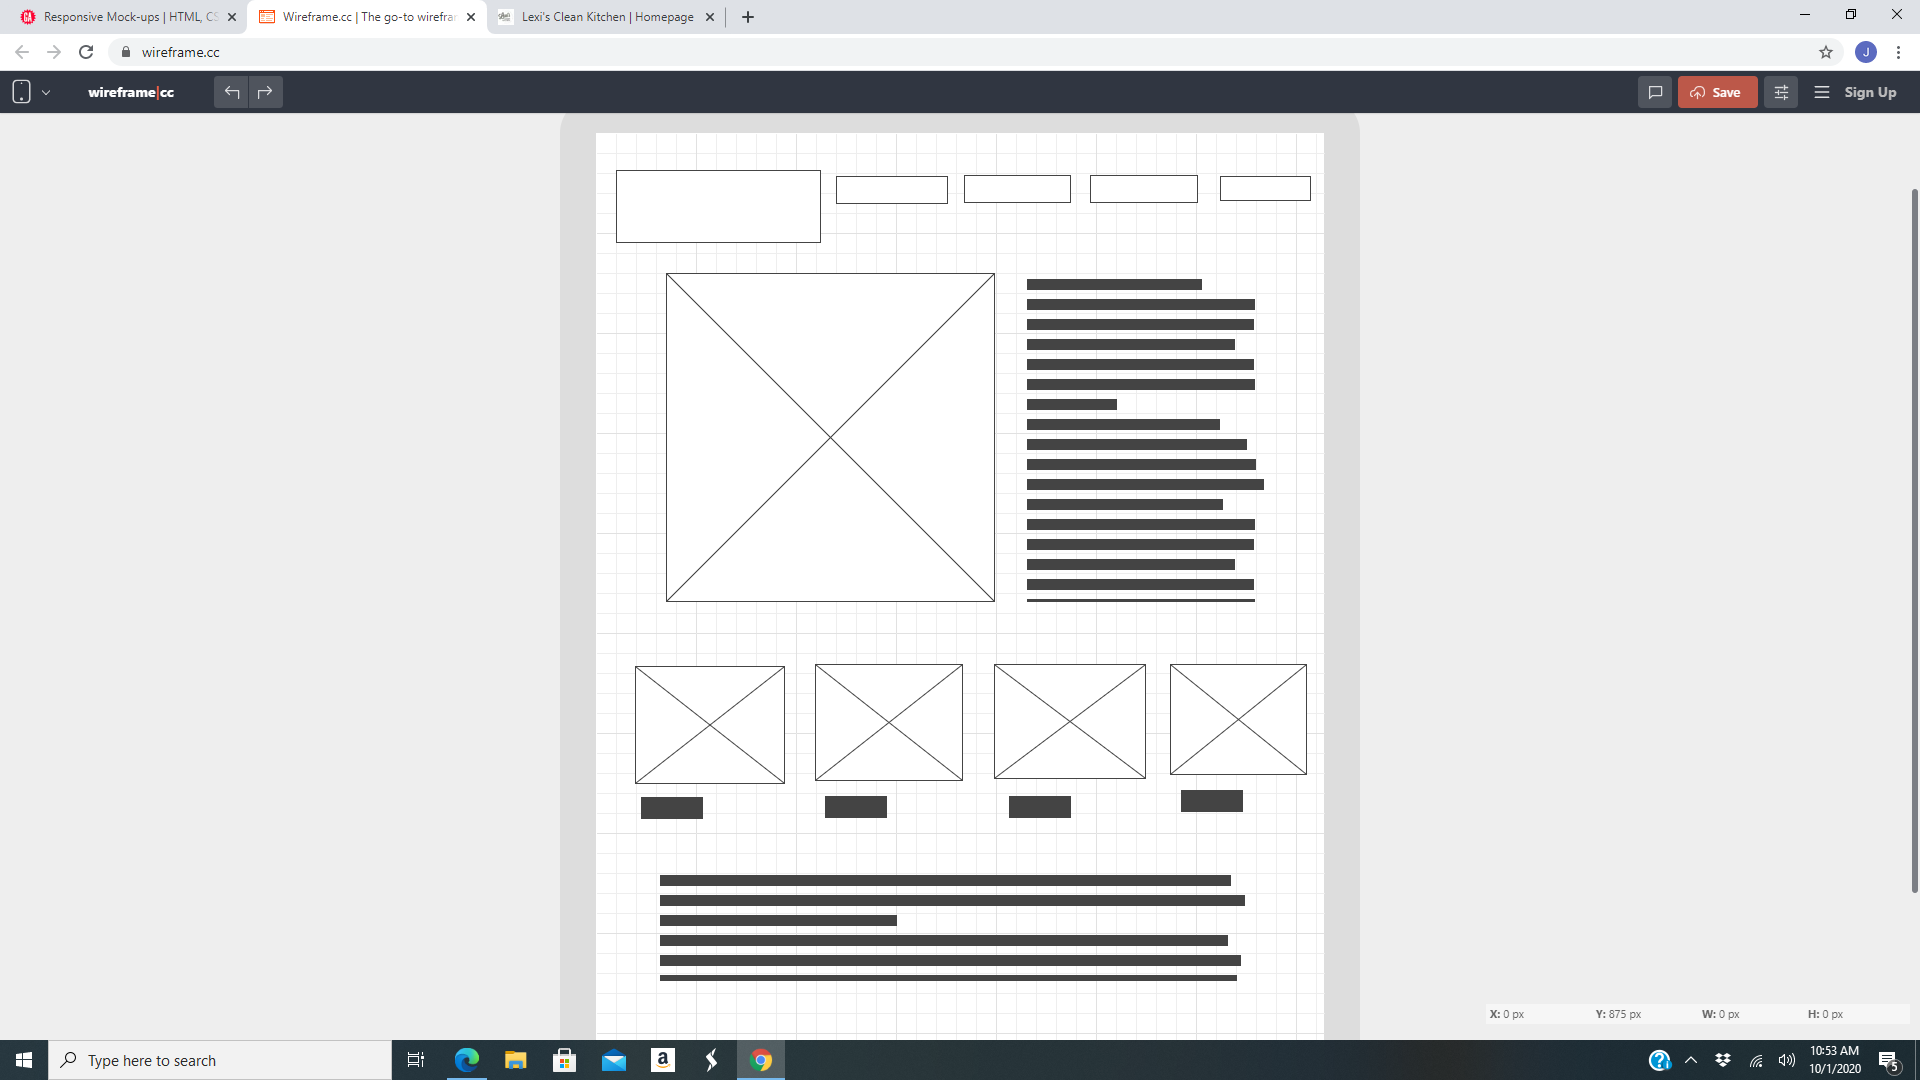 Responsive Mock-ups | HTML, CS
Wireframe.cc | The go-to wirefra
Lexi's Clean Kitchen | Homepage
wireframe.cc
J
wireframe|cc
Save
Sign Up
X: 0 px
Y: 875 px
W: 0 px
H: 0 px
Type here to search
a
10:53 AM
10/1/2020
5